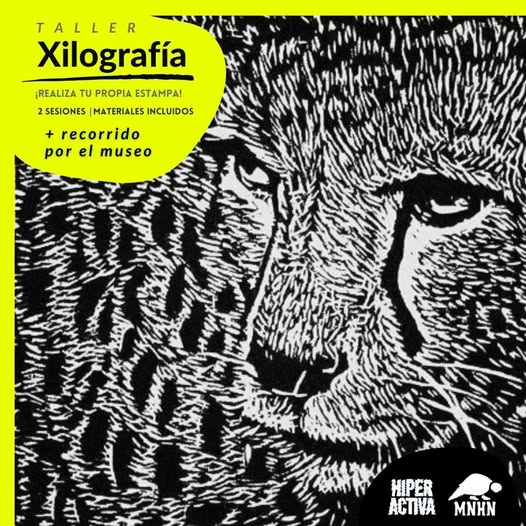 TALLER
Xilografía
¡REALIZA TU PROPIA ESTAMPA!
2 SESIONES | MATERIALES INCLUIDOS
+ recorrido
por el museo
HIPER
ACTIVA
MNHN